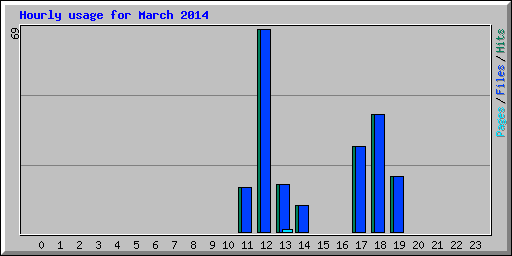 Hourly usage for March 2014
69
Pages/Files/Hits
0 1 2 3 4 5 6 7 8 9 10 11 12 13 14 15 16 17 18 19 20 21 22 23